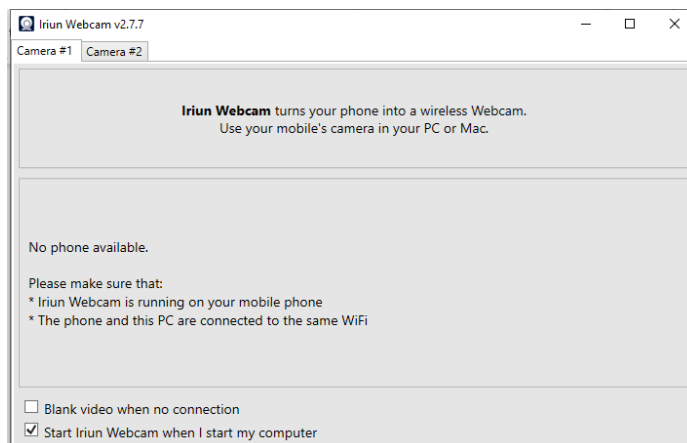 Iriun Webcam v2.7.7
Camera #1 Camera #2
Iriun Webcam turns your phone into a wireless Webcam.
Use your mobile's camera in your PC or Mac.
No phone available.
Please make sure that:
* Iriun Webcam is running on your mobile phone
* The phone and this PC are connected to the same WiFi
Blank video when no connection
Start Iriun Webcam when I start my computer